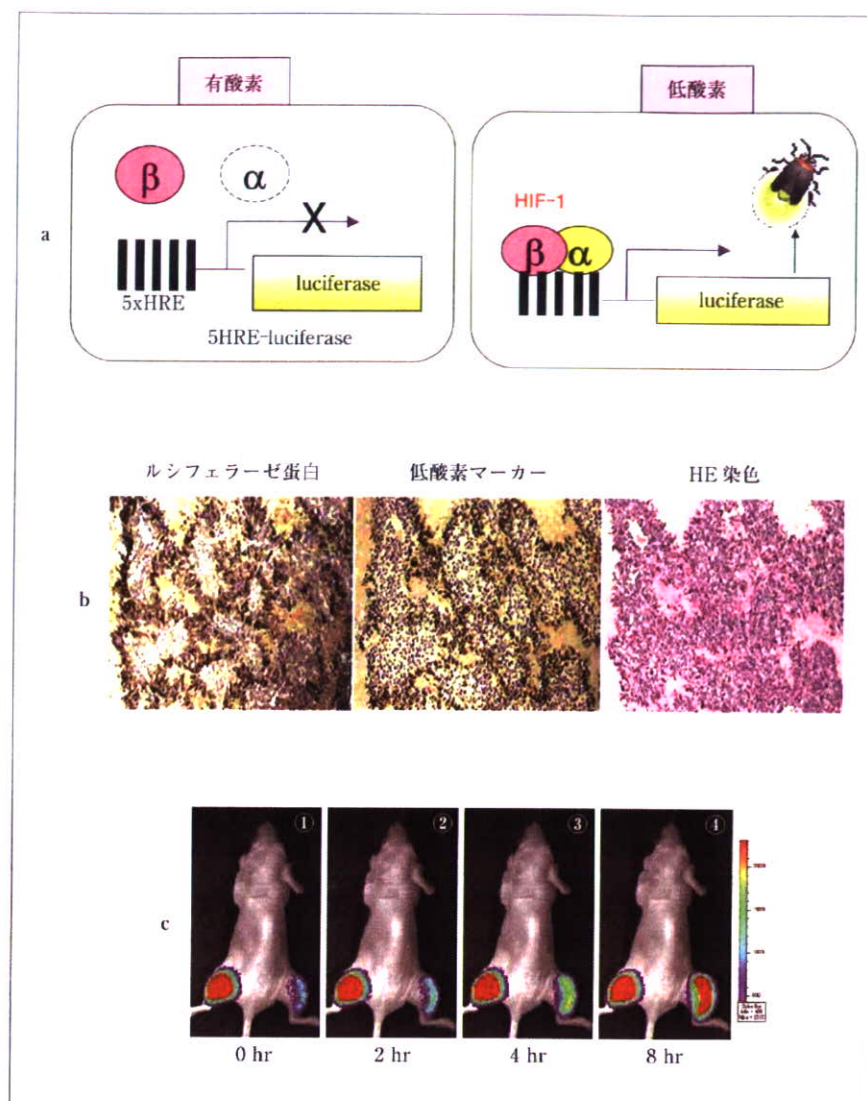 有酸素
低酸素
a
β
α
X
luciferase
5xHRE
5HRE-luciferase
HIF-1
β
α
luciferase
b
ルシフェラーゼ蛋白
低酸素マーカー
HE 染色
c
①
②
③
④
0 hr
2 hr
4 hr
8 hr